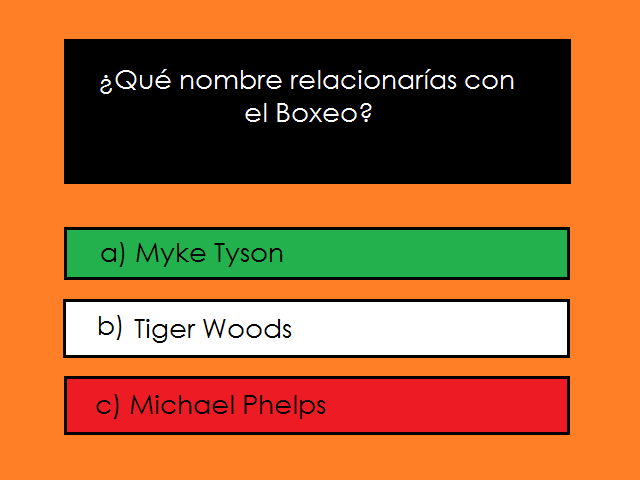 ¿Qué nombre relacionarías con
el Boxeo?
a) Myke Tyson
b) Tiger Woods
c) Michael Phelps